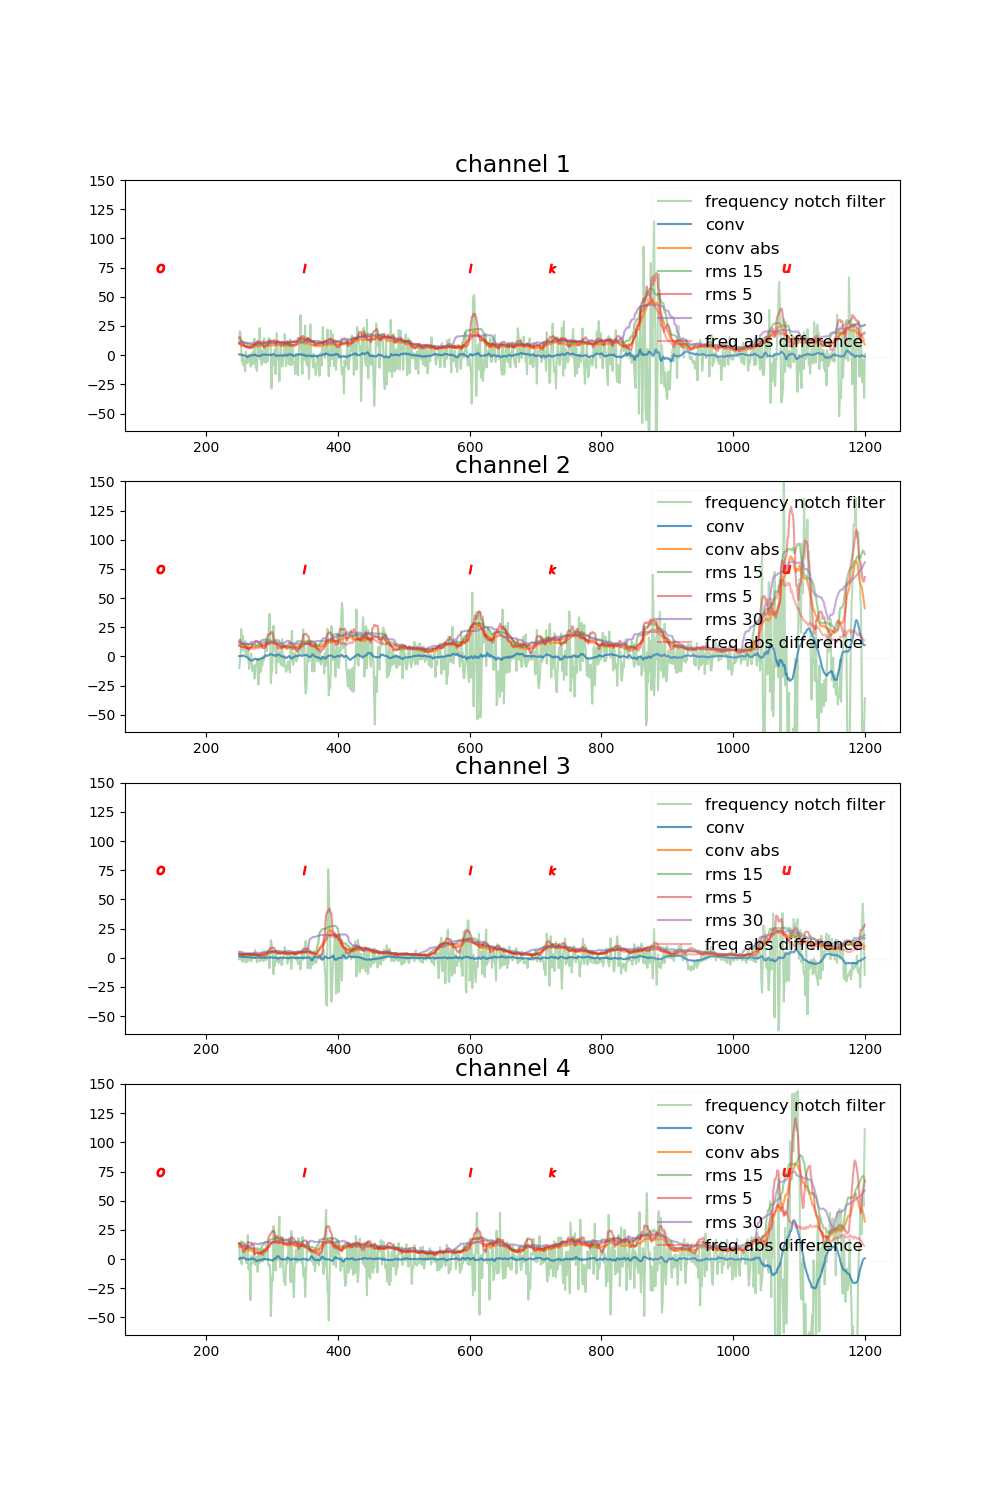 channel 1
150
125
100
75
50
25
0
−25
−50
frequency notch filter
conv
conv abs
rms 15
rms 5
rms 30
freq abs difference
o l l k u
200 400 600 800 1000 1200
channel 2
150
125
100
75
50
25
0
−25
−50
frequency notch filter
conv
conv abs
rms 15
rms 5
rms 30
freq abs difference
o l l k u
200 400 600 800 1000 1200
channel 3
150
125
100
75
50
25
0
−25
−50
frequency notch filter
conv
conv abs
rms 15
rms 5
rms 30
freq abs difference
o l l k u
200 400 600 800 1000 1200
channel 4
150
125
100
75
50
25
0
−25
−50
frequency notch filter
conv
conv abs
rms 15
rms 5
rms 30
freq abs difference
o l l k u
200 400 600 800 1000 1200